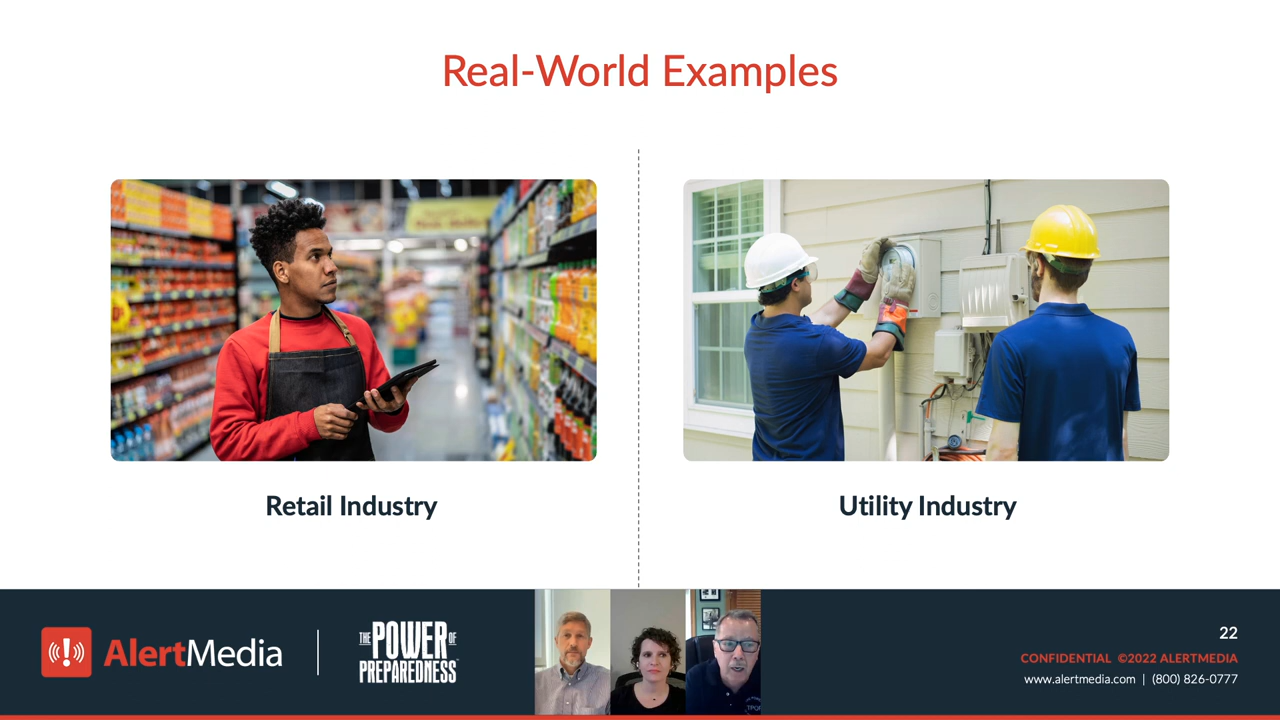 Real-World Examples
Retail Industry
Utility Industry
AlertMedia
THE POWER OF
PREPAREDNESS
22
CONFIDENTIAL ©2022 ALERTMEDIA
www.alertmedia.com | (800) 826-0777